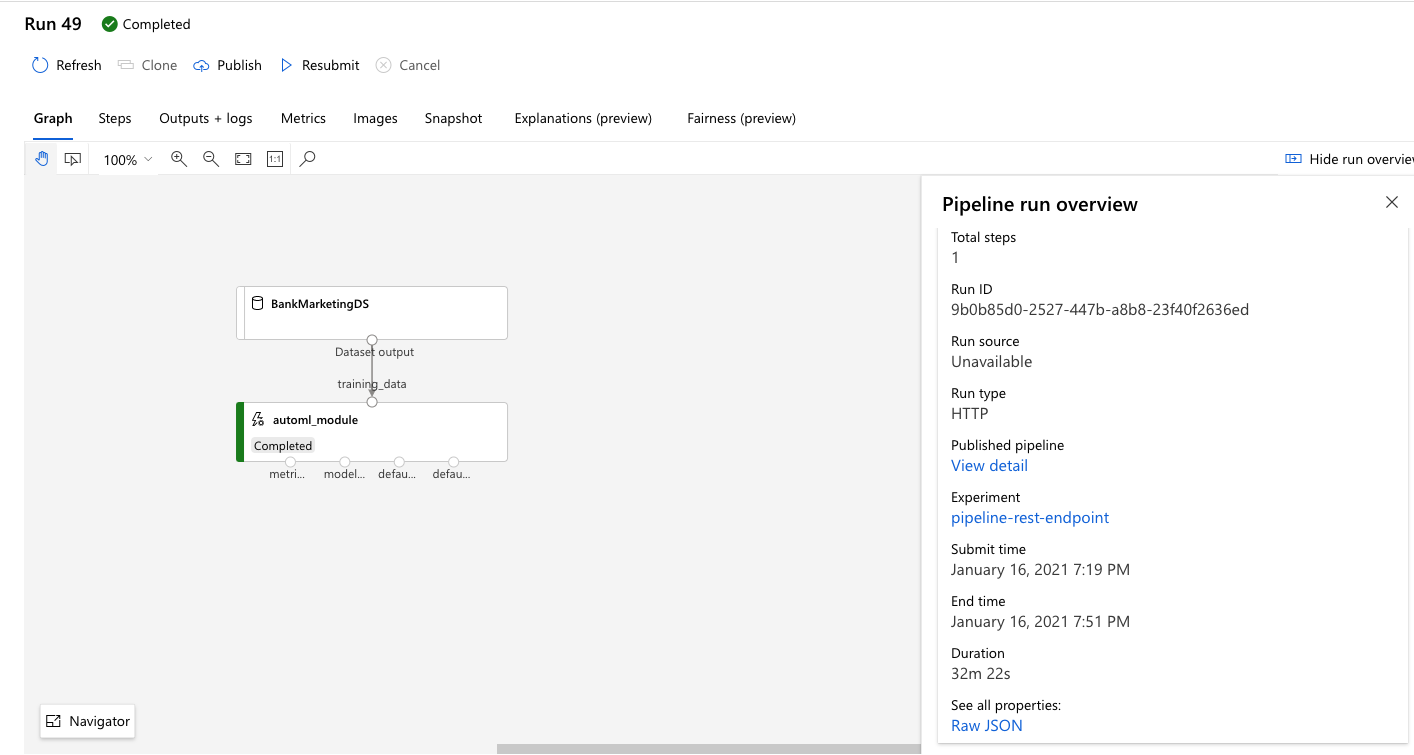 Run 49 Completed
Refresh Clone Publish Resubmit Cancel
Graph Steps Outputs + logs Metrics Images Snapshot Explanations (preview) Fairness (preview)
100% 1:1 Hide run overvie
BankMarketingDS
Dataset output
training_data
automl_module
Completed
metri... model... defau... defau...
Navigator
Pipeline run overview
Total steps
1
Run ID
9b0b85d0-2527-447b-a8b8-23f40f2636ed
Run source
Unavailable
Run type
HTTP
Published pipeline
View detail
Experiment
pipeline-rest-endpoint
Submit time
January 16, 2021 7:19 PM
End time
January 16, 2021 7:51 PM
Duration
32m 22s
See all properties:
Raw JSON